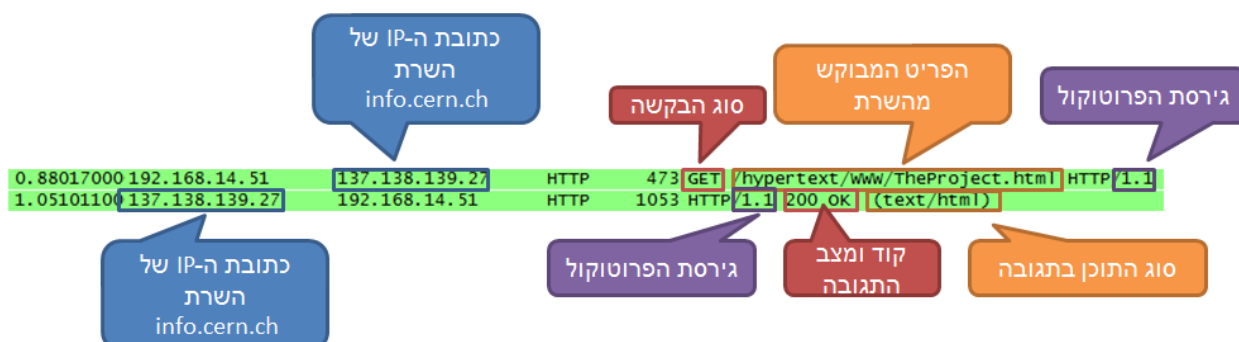 כתובת ה-IP של
השרת
info.cern.ch
הפריט המבוקש
מהשרת
גירסת הפרוטוקול
סוג הבקשה
0.88017000 192.168.14.51 137.138.139.27 HTTP 473 GET /hypertext/WWW/TheProject.html HTTP/1.1
1.05101100 137.138.139.27 192.168.14.51 HTTP 1053 HTTP/1.1 200 OK (text/html)
כתובת ה-IP של
השרת
info.cern.ch
גירסת הפרוטוקול
קוד ומצב
התגובה
סוג התוכן בתגובה